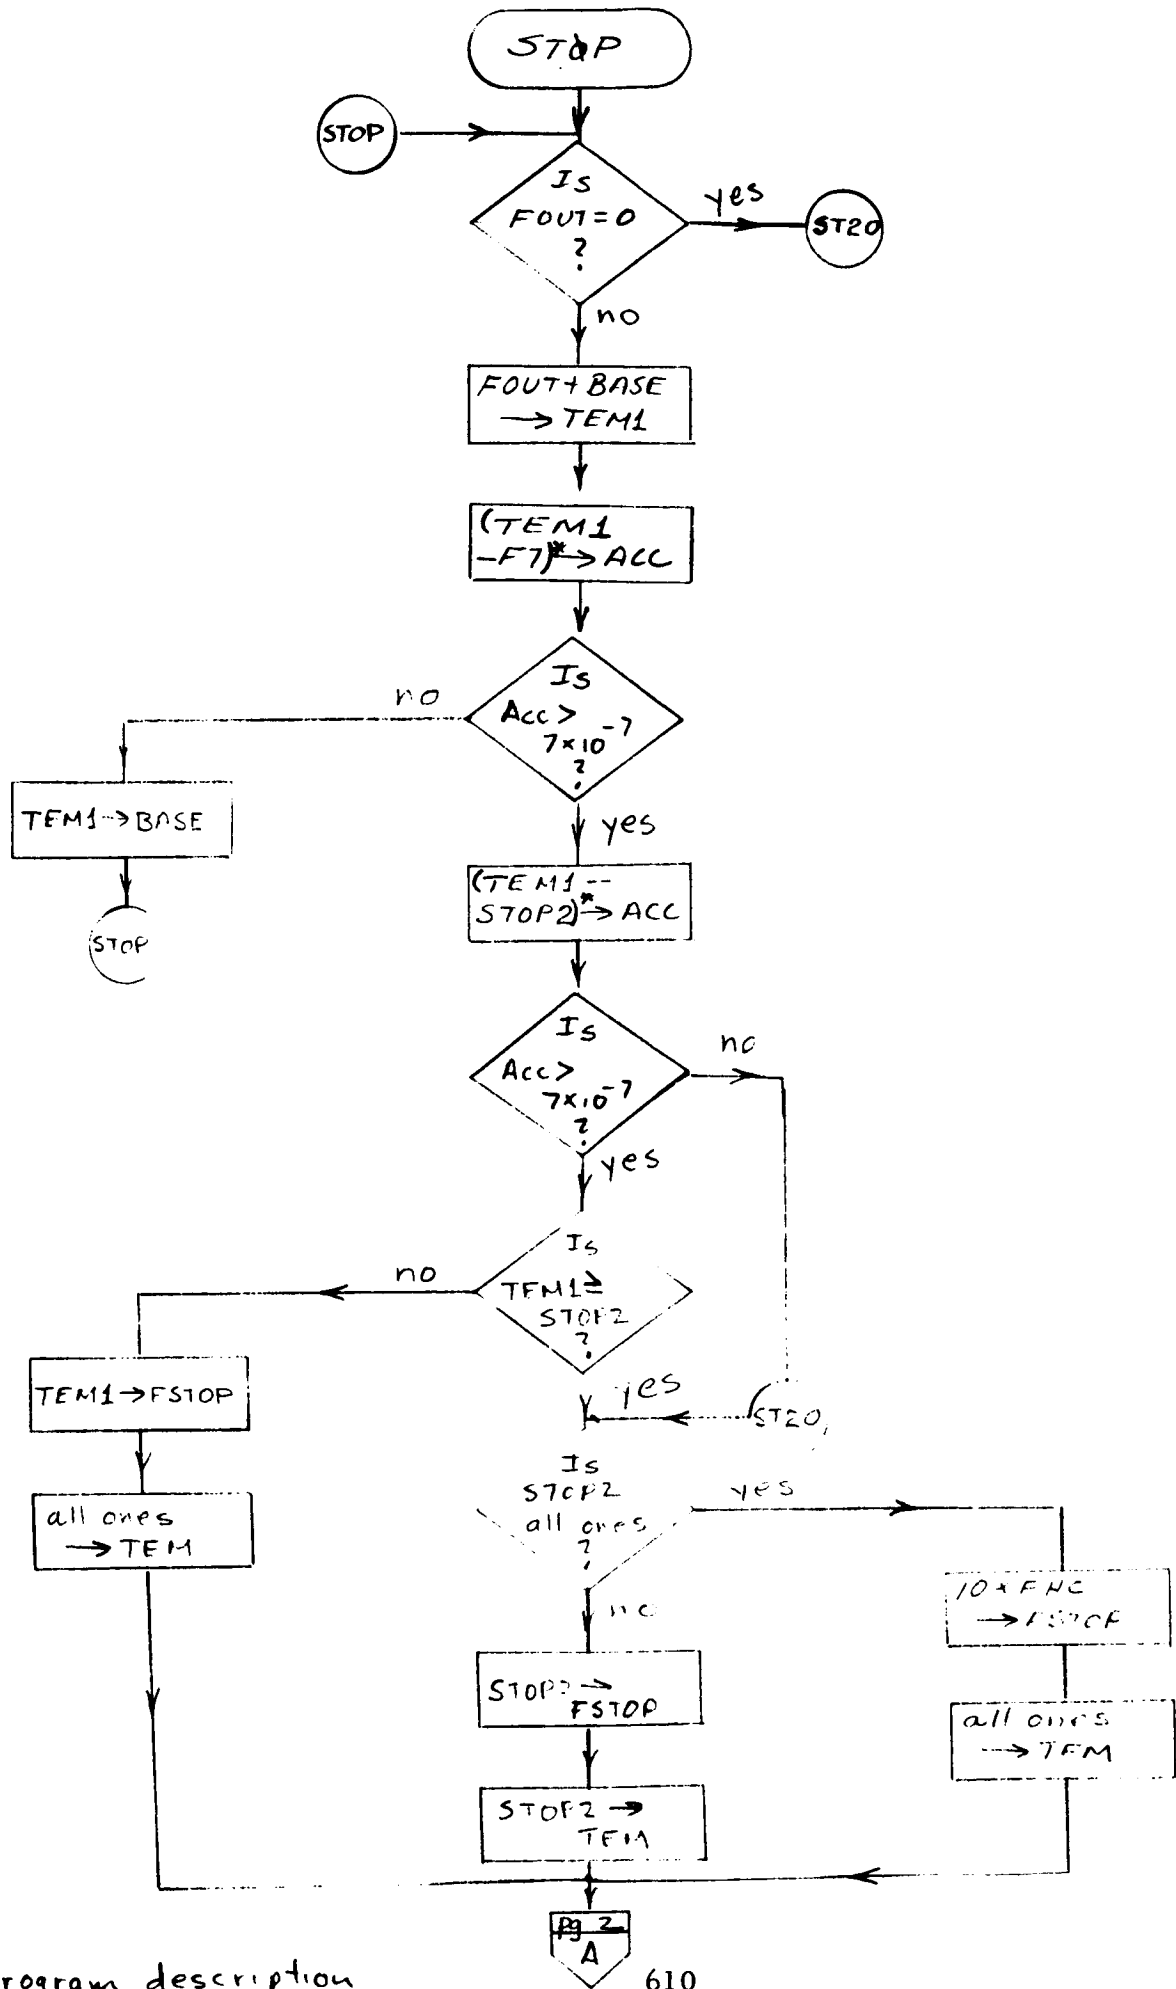 STOP
STOP
Is
FOUT = 0
?
yes
ST20
no
FOUT + BASE
→ TEM1
(TEM1
-F7)* → ACC
Is
Acc >
7×10⁻⁷
?
no
TEM1 → BASE
STOP
yes
(TEM1 --
STOP2)* → ACC
Is
Acc >
7×10⁻⁷
?
no
yes
Is
TEM1 ≥
STOP2
?
no
TEM1 → FSTOP
all ones
→ TEM
yes
ST20
Is
STOP2
all ones
?
yes
no
10 * FNC
→ FSTOP
STOP2 →
FSTOP
all ones
→ TEM
STOP2 →
TEM
pg 2
A
rogram description
610